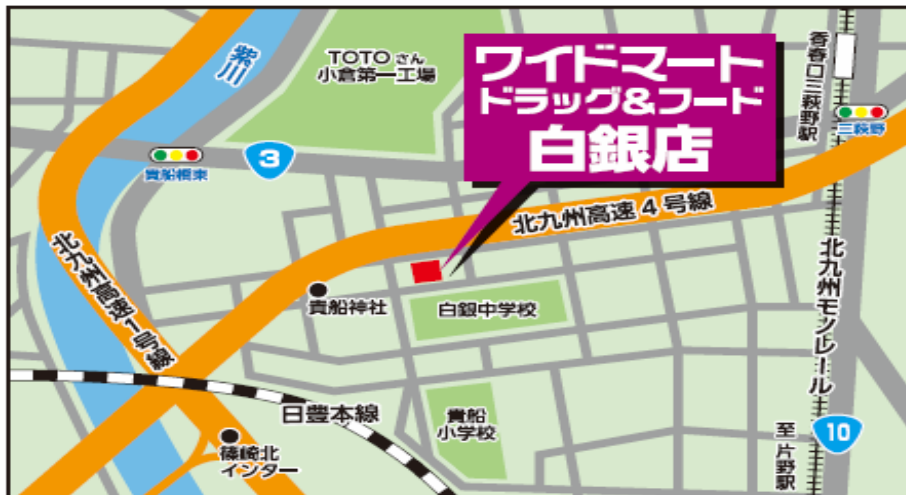 紫川
TOTOさん
小倉第一工場
ワイドマート
ドラッグ&フード
白銀店
香春口三萩野駅
三萩野
貴船橋東
3
北九州高速4号線
北九州高速1号線
貴船神社
白銀中学校
北九州モノレール
日豊本線
貴船
小学校
篠崎北
インター
10
至片野駅